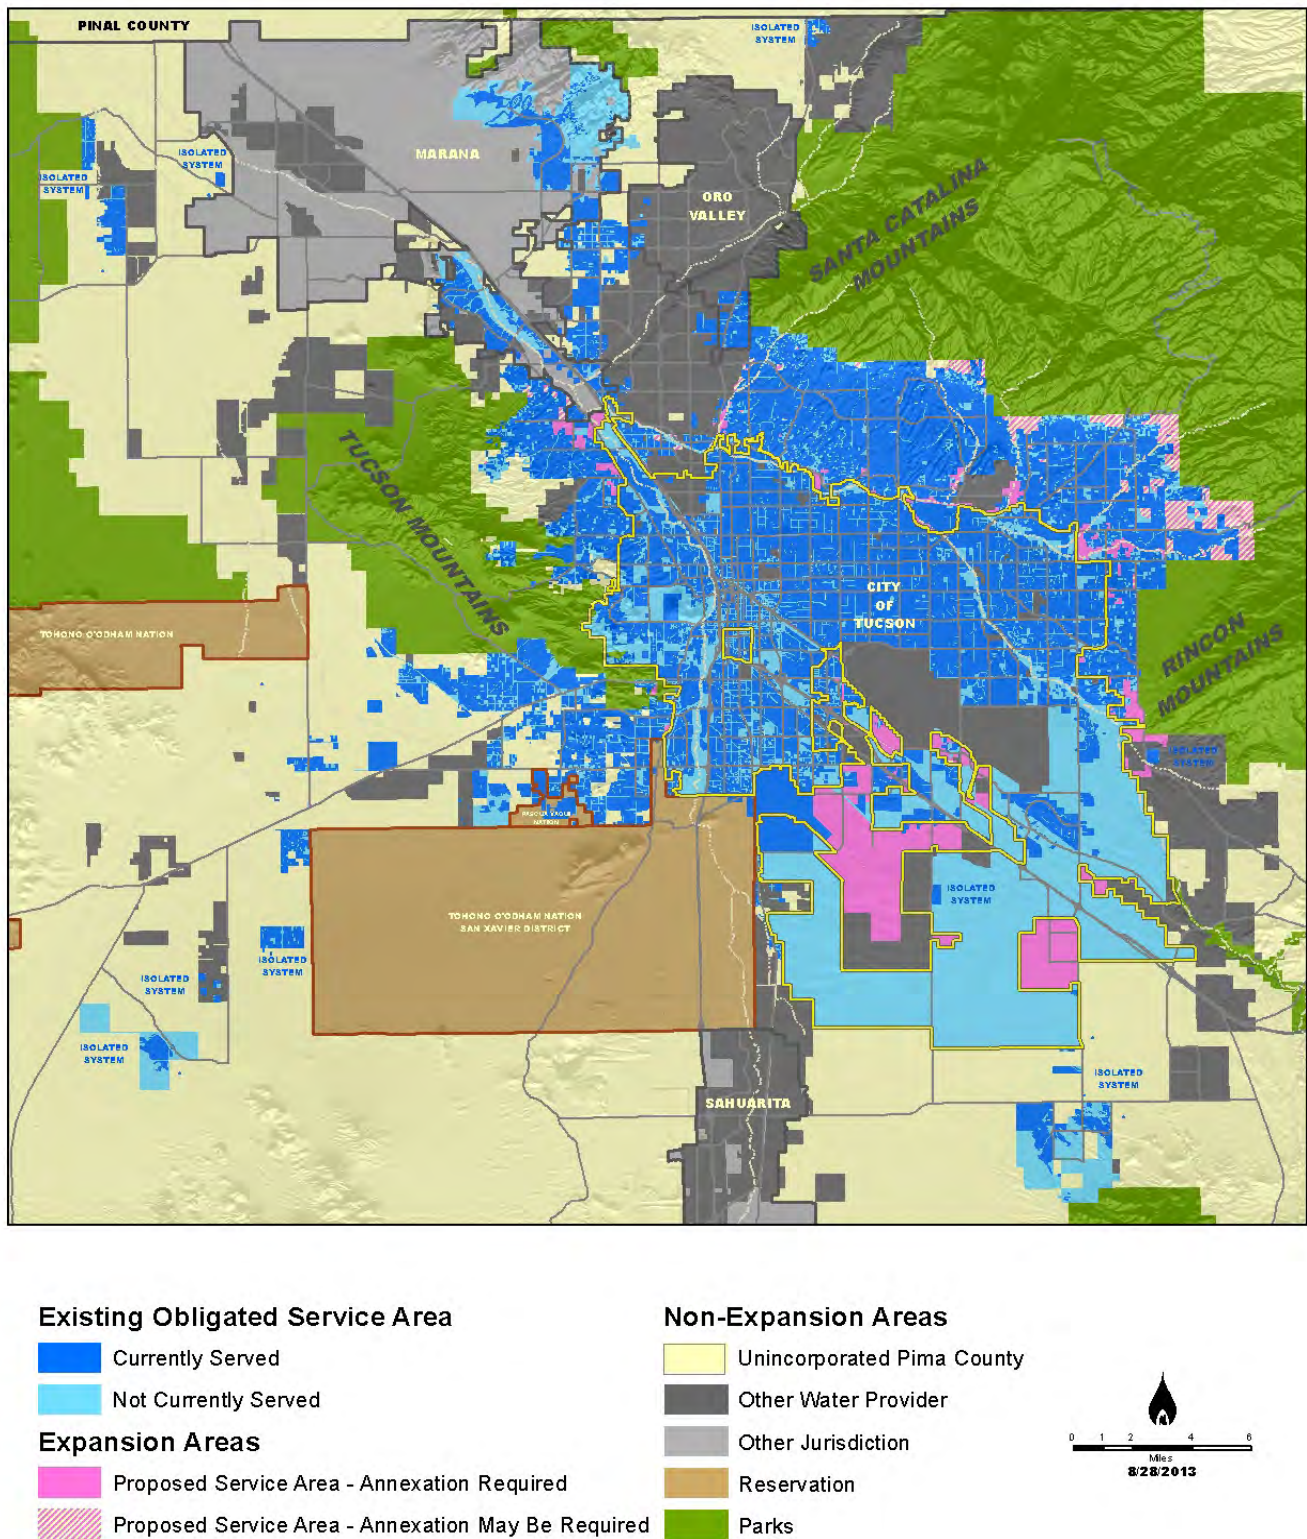 PINAL COUNTY
ISOLATED
SYSTEM
MARANA
ISOLATED
SYSTEM
ISOLATED
SYSTEM
ORO
VALLEY
SANTA CATALINA
MOUNTAINS
TUCSON MOUNTAINS
CITY
OF
TUCSON
TOHONO O'ODHAM NATION
RINCON
MOUNTAINS
ISOLATED
SYSTEM
PASCUA YAQUI
NATION
ISOLATED
SYSTEM
TOHONO O'ODHAM NATION
SAN XAVIER DISTRICT
ISOLATED
SYSTEM
ISOLATED
SYSTEM
ISOLATED
SYSTEM
ISOLATED
SYSTEM
SAHUARITA
Existing Obligated Service Area
Currently Served
Not Currently Served
Expansion Areas
Proposed Service Area - Annexation Required
Proposed Service Area - Annexation May Be Required
Non-Expansion Areas
Unincorporated Pima County
Other Water Provider
Other Jurisdiction
Reservation
Parks
0 1 2 4 6
Miles
8/28/2013